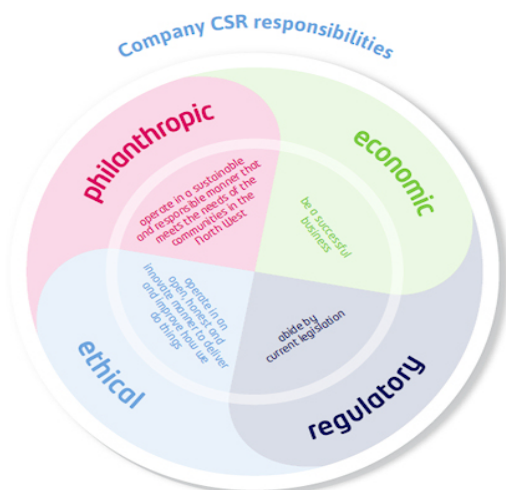 Company CSR responsibilities
philanthropic
operate in a sustainable
and responsible manner that
meets the needs of the
communities in the
North West
economic
be a successful
business
ethical
operate in an
open, honest and
innovate manner to deliver
and improve how we
do things
regulatory
abide by
current legislation